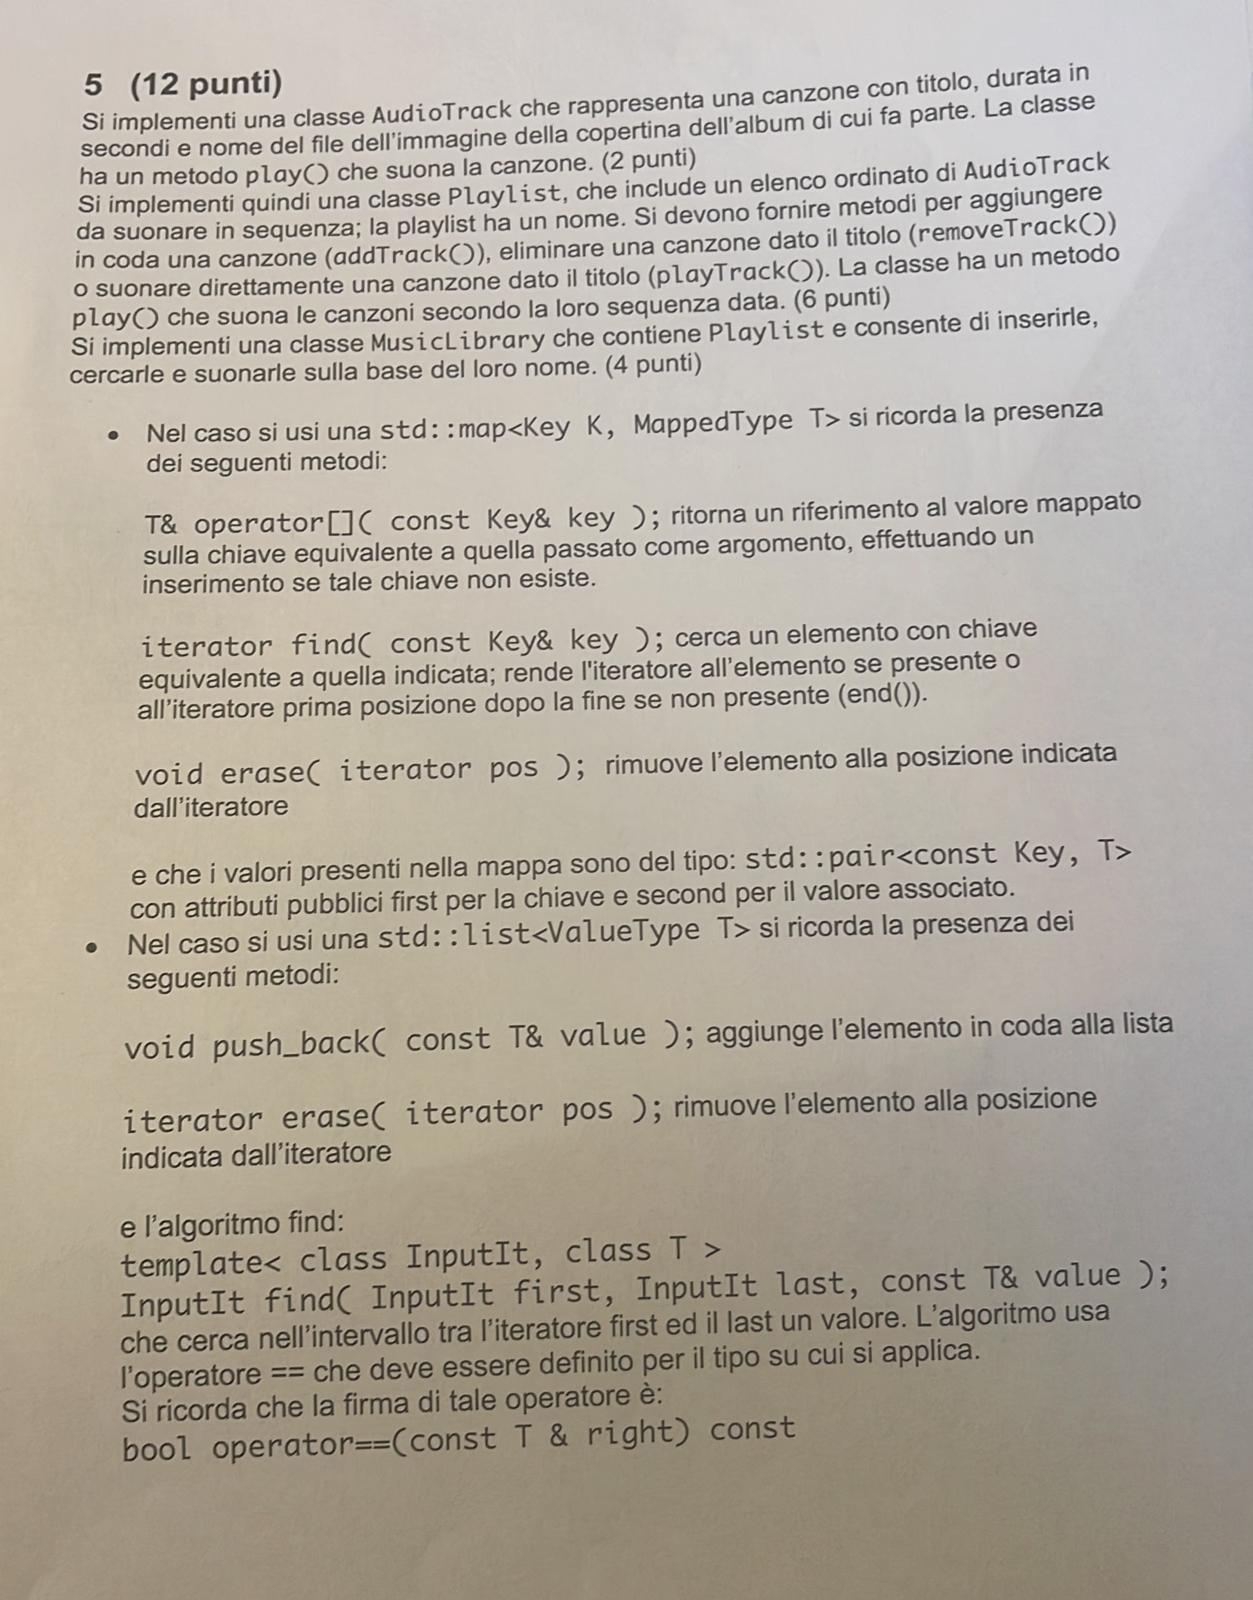 5 (12 punti)
Si implementi una classe AudioTrack che rappresenta una canzone con titolo, durata in
secondi e nome del file dell'immagine della copertina dell'album di cui fa parte. La classe
ha un metodo play() che suona la canzone. (2 punti)
Si implementi quindi una classe Playlist, che include un elenco ordinato di AudioTrack
da suonare in sequenza; la playlist ha un nome. Si devono fornire metodi per aggiungere
in coda una canzone (addTrack()), eliminare una canzone dato il titolo (removeTrack())
o suonare direttamente una canzone dato il titolo (playTrack()). La classe ha un metodo
play() che suona le canzoni secondo la loro sequenza data. (6 punti)
Si implementi una classe MusicLibrary che contiene Playlist e consente di inserirle,
cercarle e suonarle sulla base del loro nome. (4 punti)
• Nel caso si usi una std::map<Key K, MappedType T> si ricorda la presenza
dei seguenti metodi:
T& operator[]( const Key& key ); ritorna un riferimento al valore mappato
sulla chiave equivalente a quella passato come argomento, effettuando un
inserimento se tale chiave non esiste.
iterator find( const Key& key ); cerca un elemento con chiave
equivalente a quella indicata; rende l'iteratore all'elemento se presente o
all'iteratore prima posizione dopo la fine se non presente (end()).
void erase( iterator pos ); rimuove l'elemento alla posizione indicata
dall'iteratore
e che i valori presenti nella mappa sono del tipo: std::pair<const Key, T>
con attributi pubblici first per la chiave e second per il valore associato.
• Nel caso si usi una std::list<ValueType T> si ricorda la presenza dei
seguenti metodi:
void push_back( const T& value ); aggiunge l'elemento in coda alla lista
iterator erase( iterator pos ); rimuove l'elemento alla posizione
indicata dall'iteratore
e l'algoritmo find:
template< class InputIt, class T >
InputIt find( InputIt first, InputIt last, const T& value );
che cerca nell'intervallo tra l'iteratore first ed il last un valore. L'algoritmo usa
l'operatore == che deve essere definito per il tipo su cui si applica.
Si ricorda che la firma di tale operatore è:
bool operator==(const T & right) const